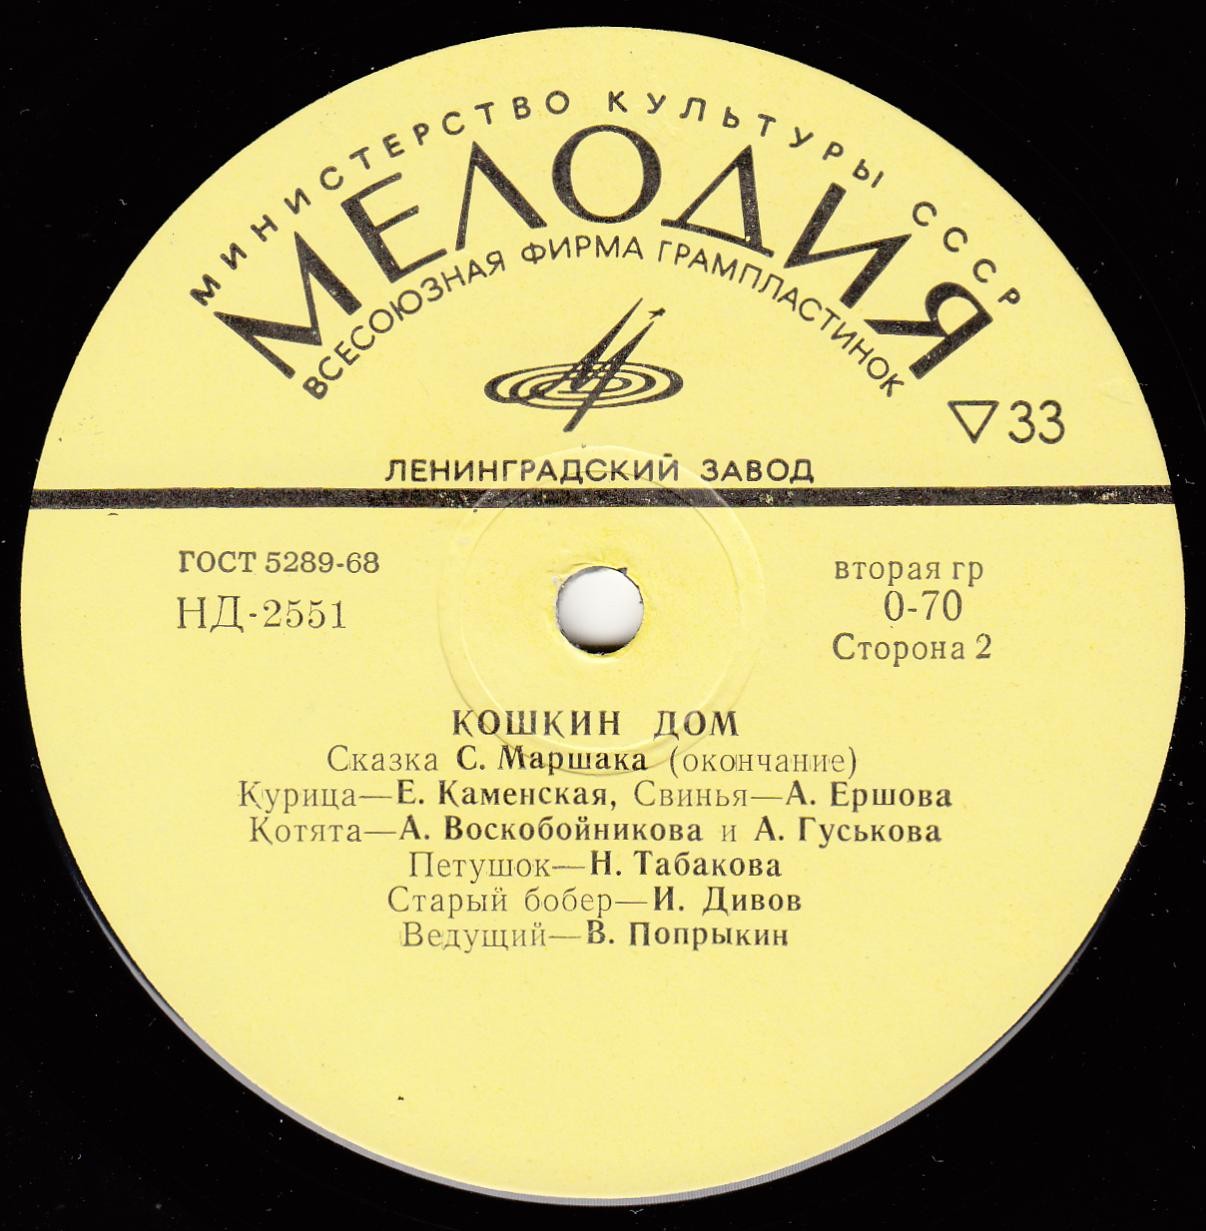 МИНИСТЕРСТВО КУЛЬТУРЫ СССР
МЕЛОДИЯ
ВСЕСОЮЗНАЯ ФИРМА ГРАМПЛАСТИНОК
▽33
ЛЕНИНГРАДСКИЙ ЗАВОД
ГОСТ 5289-68
НД-2551
вторая гр
0-70
Сторона 2
КОШКИН ДОМ
Сказка С. Маршака (окончание)
Курица—Е. Каменская, Свинья—А. Ершова
Котята—А. Воскобойникова и А. Гуськова
Петушок—Н. Табакова
Старый бобер—И. Дивов
Ведущий—В. Попрыкин